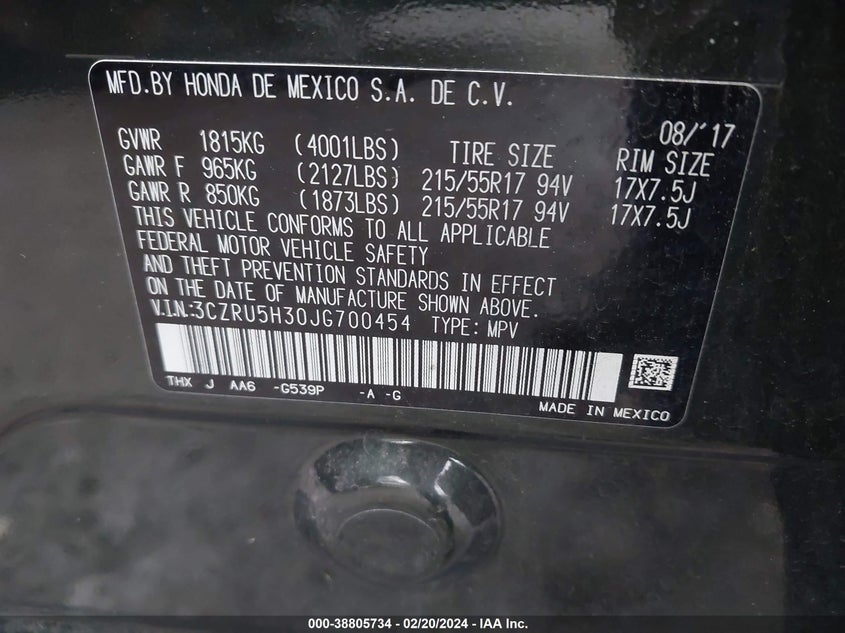 MFD.BY HONDA DE MEXICO S.A. DE C.V.
08/'17
GVWR 1815KG (4001LBS) TIRE SIZE RIM SIZE
GAWR F 965KG (2127LBS) 215/55R17 94V 17X7.5J
GAWR R 850KG (1873LBS) 215/55R17 94V 17X7.5J
THIS VEHICLE CONFORMS TO ALL APPLICABLE
FEDERAL MOTOR VEHICLE SAFETY
AND THEFT PREVENTION STANDARDS IN EFFECT
ON THE DATE OF MANUFACTURE SHOWN ABOVE.
V.I.N.:3CZRU5H30JG700454 TYPE: MPV
THX J AA6 -G539P -A -G
MADE IN MEXICO
000-38805734 - 02/20/2024 - IAA Inc.